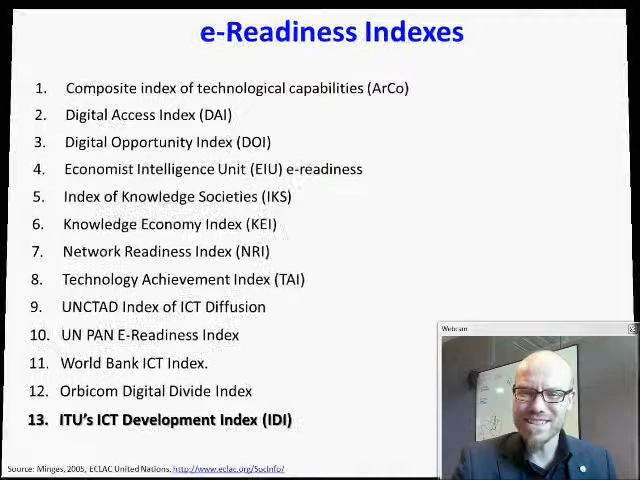 e-Readiness Indexes
1. Composite index of technological capabilities (ArCo)
2. Digital Access Index (DAI)
3. Digital Opportunity Index (DOI)
4. Economist Intelligence Unit (EIU) e-readiness
5. Index of Knowledge Societies (IKS)
6. Knowledge Economy Index (KEI)
7. Network Readiness Index (NRI)
8. Technology Achievement Index (TAI)
9. UNCTAD Index of ICT Diffusion
10. UN PAN E-Readiness Index
11. World Bank ICT Index.
12. Orbicom Digital Divide Index
13. ITU's ICT Development Index (IDI)
Webcam
Source: Minges, 2005, ECLAC United Nations, http://www.eclac.org/SocInfo/